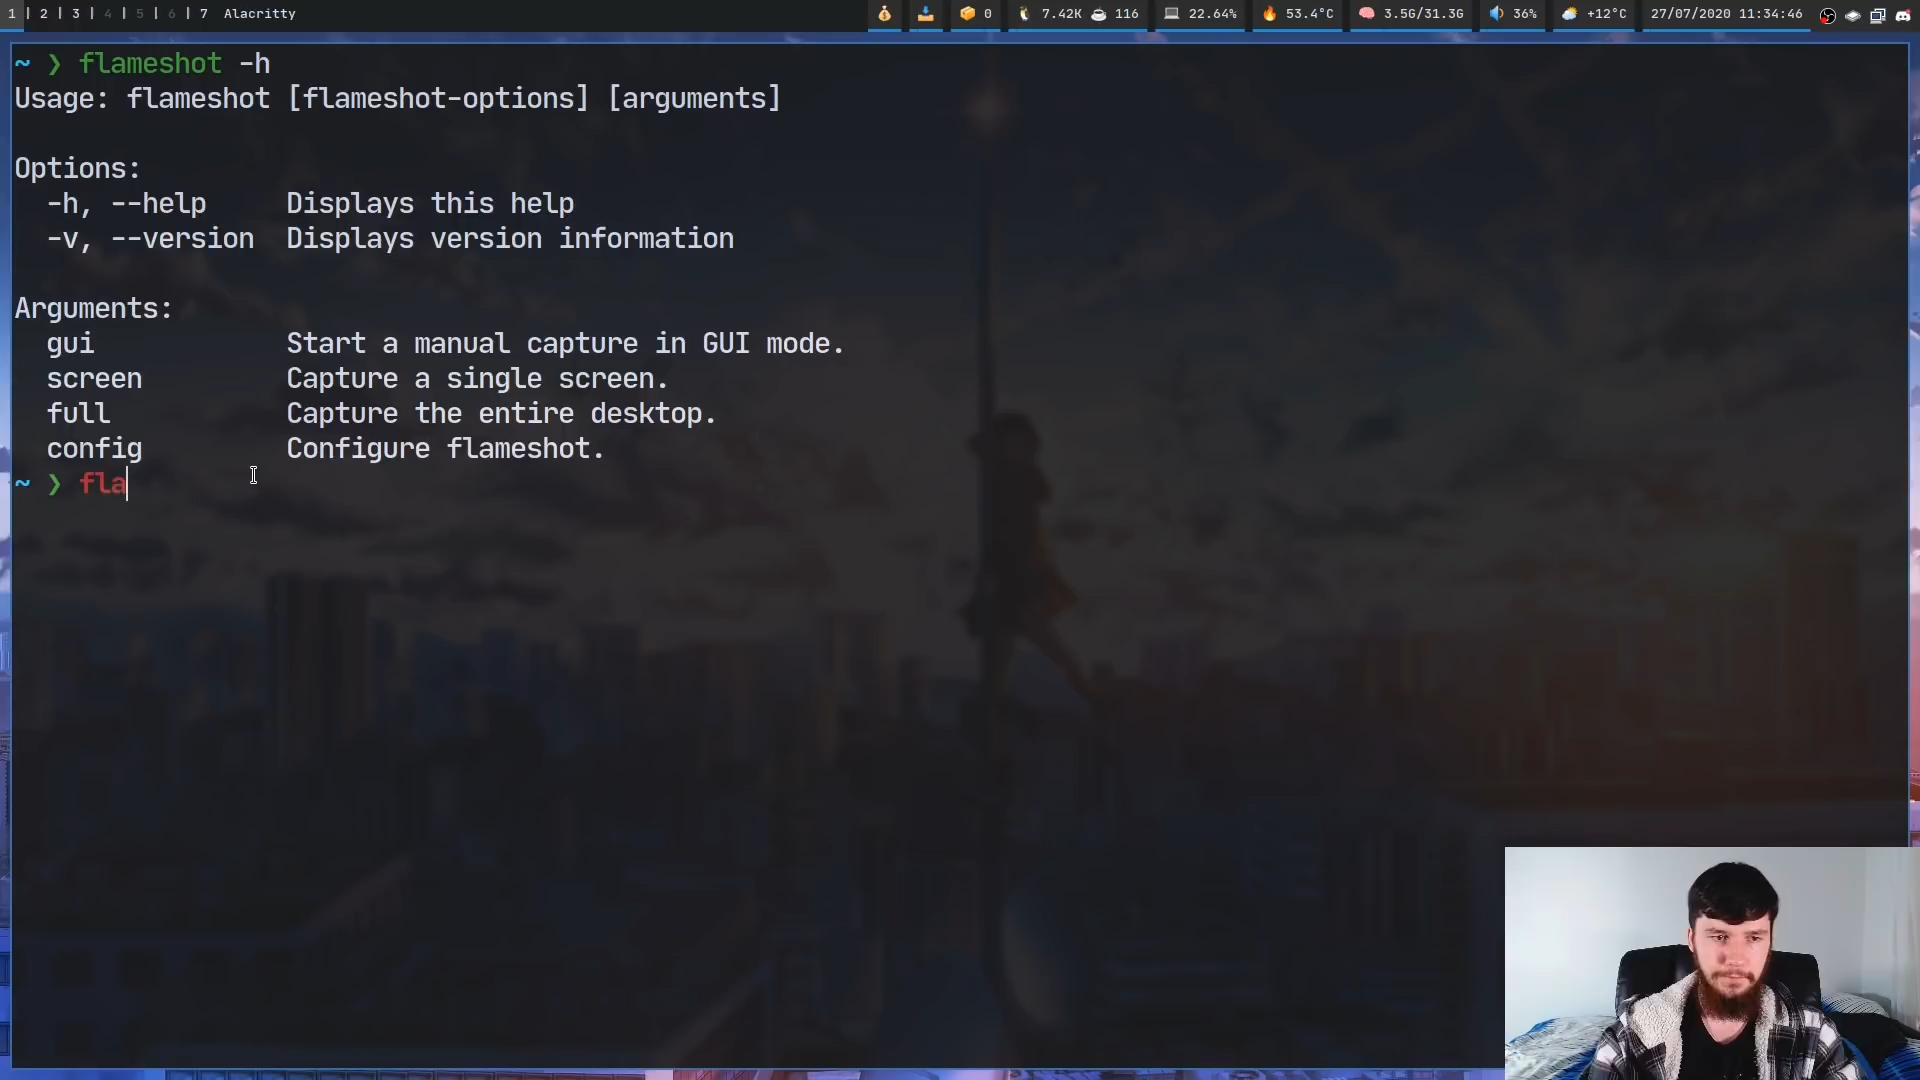 1 | 2 | 3 | 4 | 5 | 6 | 7 Alacritty
0 7.42K 116 22.64% 53.4°C 3.5G/31.3G 36% +12°C 27/07/2020 11:34:46
~ ❯ flameshot -h
Usage: flameshot [flameshot-options] [arguments]
Options:
-h, --help Displays this help
-v, --version Displays version information
Arguments:
gui Start a manual capture in GUI mode.
screen Capture a single screen.
full Capture the entire desktop.
config Configure flameshot.
~ ❯ fla